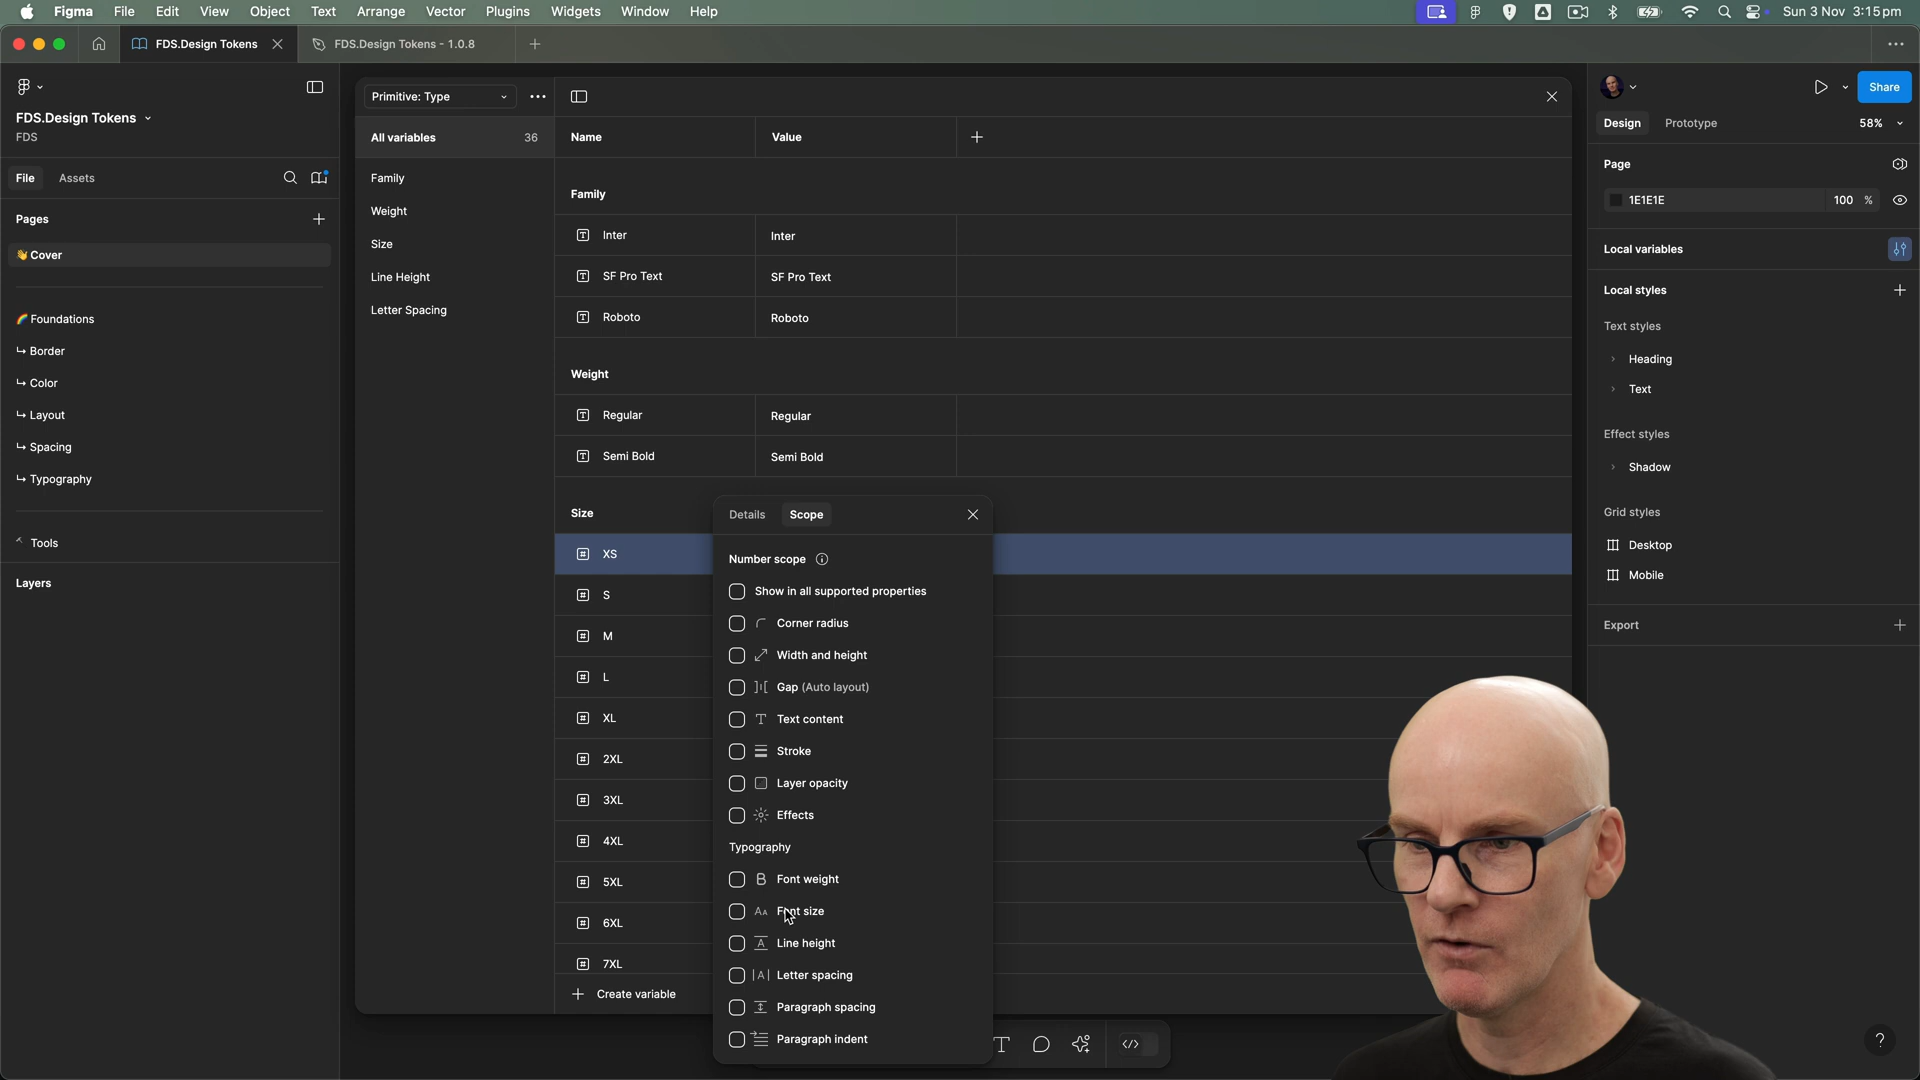 Figma File Edit View Object Text Arrange Vector Plugins Widgets Window Help
Sun 3 Nov 3:15 pm
FDS.Design Tokens
FDS.Design Tokens - 1.0.8
FDS.Design Tokens
FDS
File Assets
Pages
👋 Cover
🌈 Foundations
↳ Border
↳ Color
↳ Layout
↳ Spacing
↳ Typography
Tools
Layers
Primitive: Type
All variables 36
Family
Weight
Size
Line Height
Letter Spacing
Name Value
Family
Inter Inter
SF Pro Text SF Pro Text
Roboto Roboto
Weight
Regular Regular
Semi Bold Semi Bold
Size
XS
S
M
L
XL
2XL
3XL
4XL
5XL
6XL
7XL
Create variable
Details Scope
Number scope
Show in all supported properties
Corner radius
Width and height
Gap (Auto layout)
Text content
Stroke
Layer opacity
Effects
Typography
Font weight
Font size
Line height
Letter spacing
Paragraph spacing
Paragraph indent
Share
Design Prototype 58%
Page
1E1E1E 100 %
Local variables
Local styles
Text styles
Heading
Text
Effect styles
Shadow
Grid styles
Desktop
Mobile
Export
?